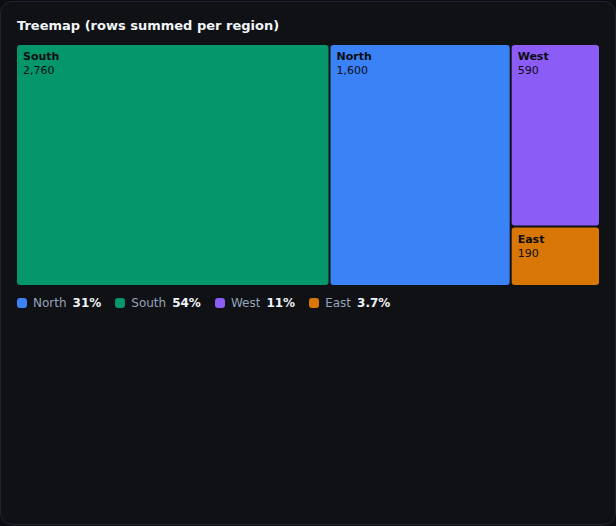 Treemap (rows summed per region)
South
2,760
North
1,600
West
590
East
190
North 31% South 54% West 11% East 3.7%